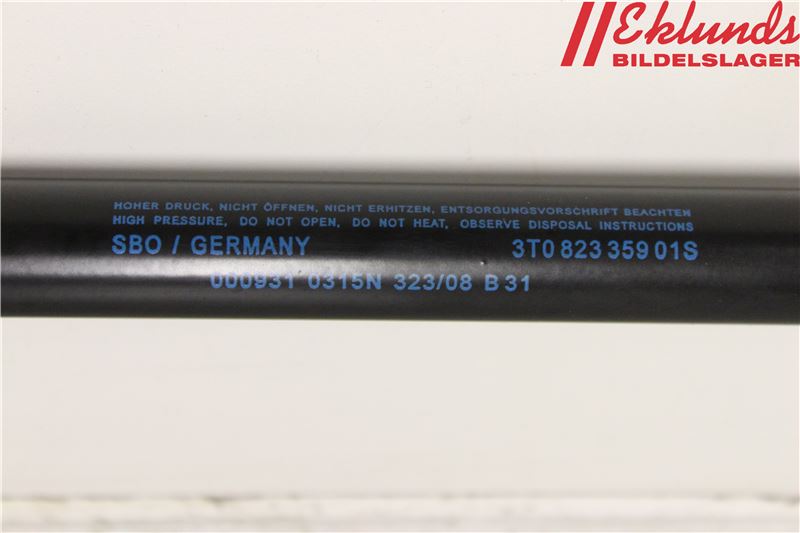 //Eklunds
BILDELSLAGER
HOHER DRUCK, NICHT ÖFFNEN, NICHT ERHITZEN, ENTSORGUNGSVORSCHRIFT BEACHTEN
HIGH PRESSURE, DO NOT OPEN, DO NOT HEAT, OBSERVE DISPOSAL INSTRUCTIONS
SBO / GERMANY 3T0 823 359 01S
000931 0315N 323/08 B 31